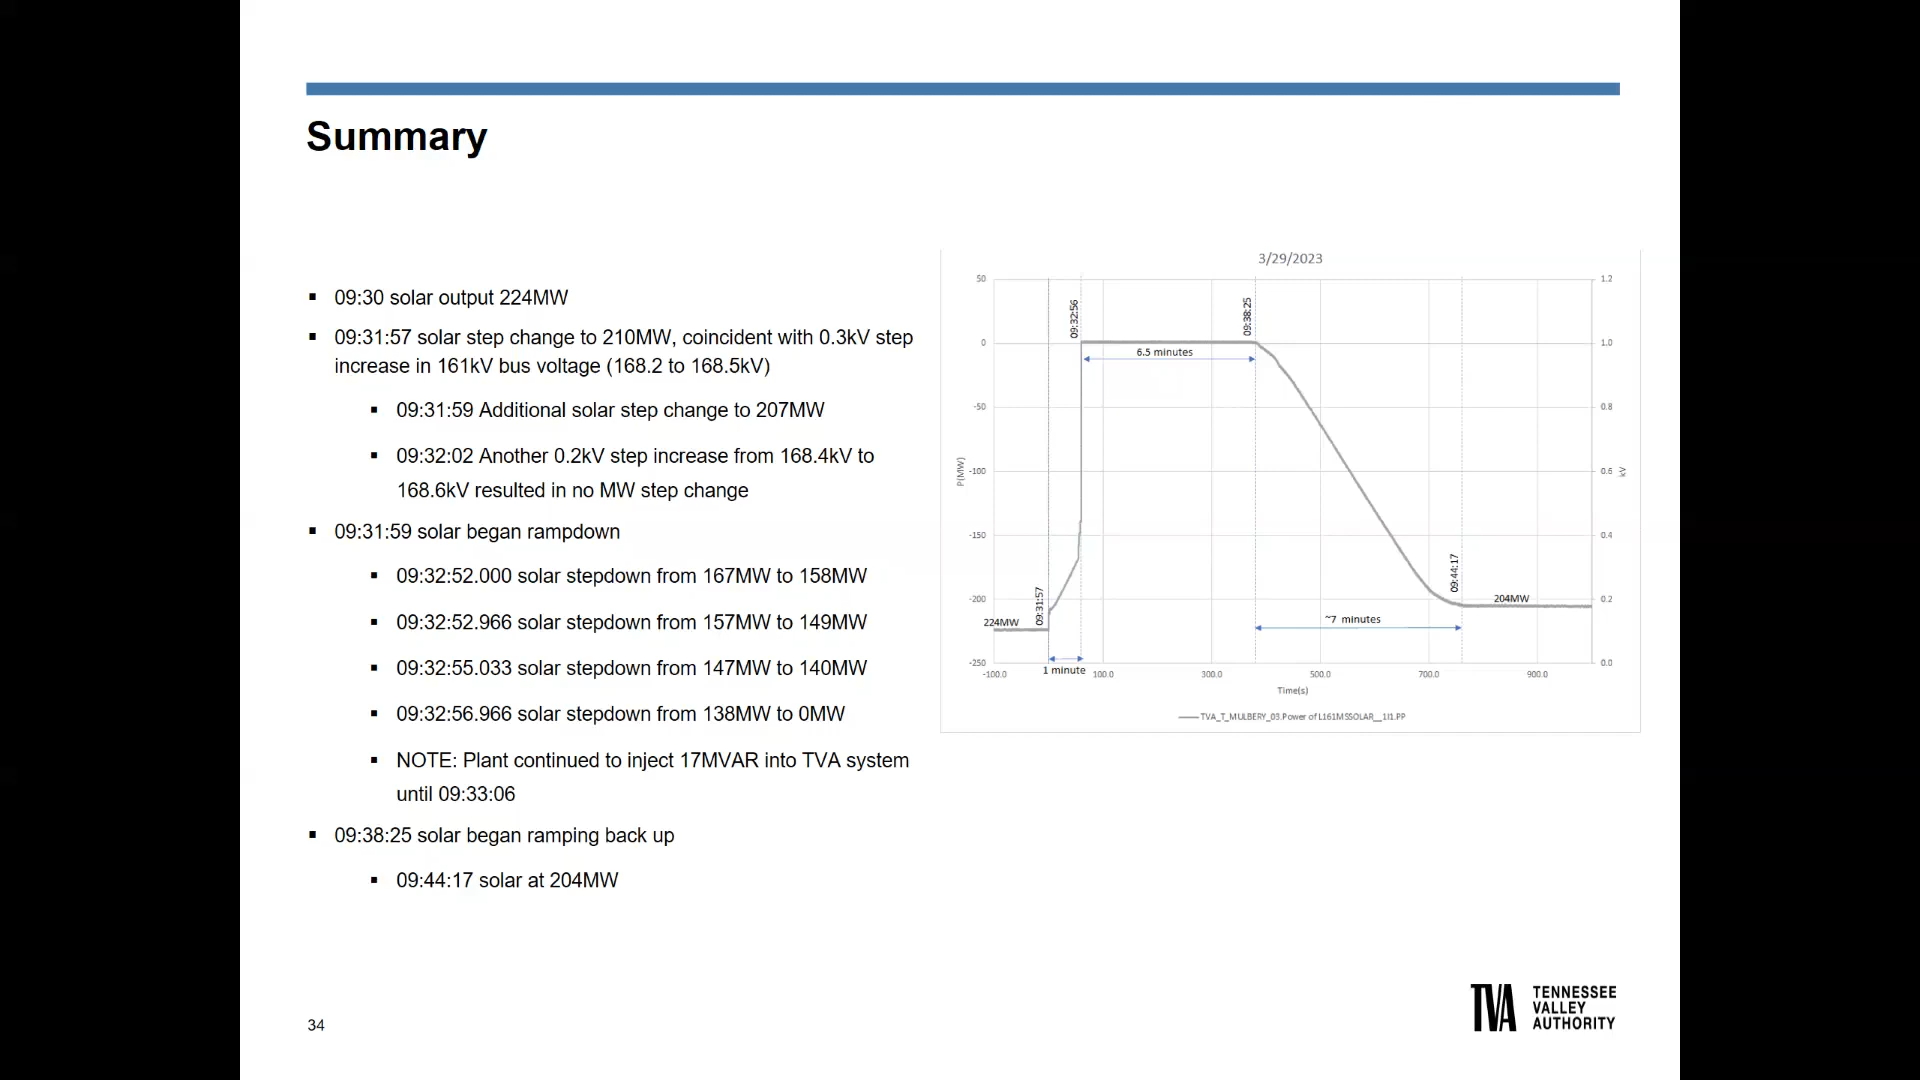 Summary
▪ 09:30 solar output 224MW
▪ 09:31:57 solar step change to 210MW, coincident with 0.3kV step
increase in 161kV bus voltage (168.2 to 168.5kV)
▪ 09:31:59 Additional solar step change to 207MW
▪ 09:32:02 Another 0.2kV step increase from 168.4kV to
168.6kV resulted in no MW step change
▪ 09:31:59 solar began rampdown
▪ 09:32:52.000 solar stepdown from 167MW to 158MW
▪ 09:32:52.966 solar stepdown from 157MW to 149MW
▪ 09:32:55.033 solar stepdown from 147MW to 140MW
▪ 09:32:56.966 solar stepdown from 138MW to 0MW
▪ NOTE: Plant continued to inject 17MVAR into TVA system
until 09:33:06
▪ 09:38:25 solar began ramping back up
▪ 09:44:17 solar at 204MW
3/29/2023
50
0
-50
-100
-150
-200
-250
P(MW)
1.2
1.0
0.8
0.6
0.4
0.2
0.0
kV
09:31:57
09:32:56
09:38:25
09:44:17
6.5 minutes
224MW
204MW
~7 minutes
1 minute
-100.0 100.0 300.0 500.0 700.0 900.0
Time(s)
TVA_T_MULBERY_03.Power of L161MSSOLAR__1I1.PP
34
TVA
TENNESSEE
VALLEY
AUTHORITY